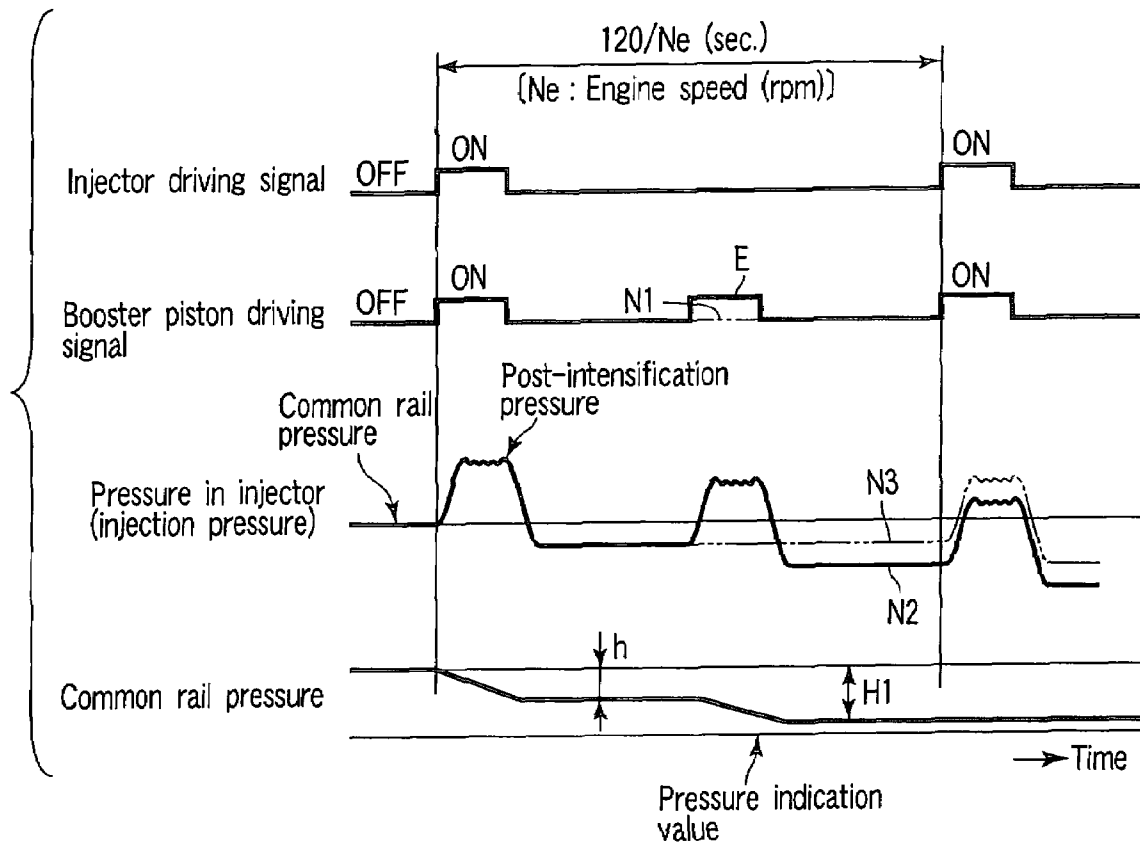 120/Ne (sec.)
[Ne : Engine speed (rpm)]
Injector driving signal
OFF
ON
ON
Booster piston driving
signal
OFF
ON
N1
E
ON
Post-intensification
pressure
Common rail
pressure
Pressure in injector
(injection pressure)
N3
N2
h
H1
Common rail pressure
Time
Pressure indication
value